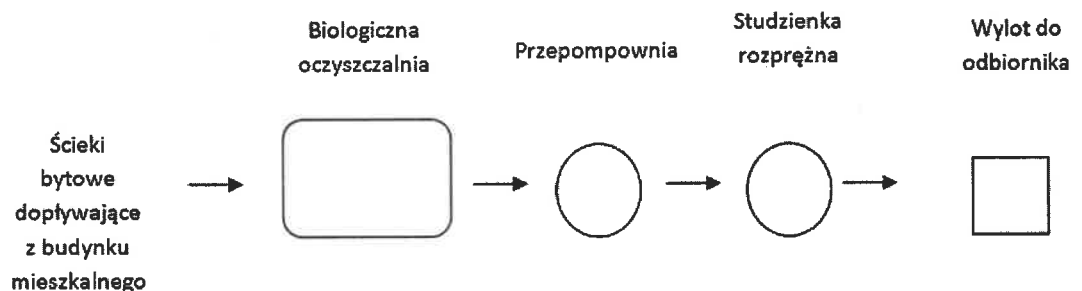 Biologiczna
oczyszczalnia
Przepompownia
Studzienka
rozprężna
Wylot do
odbiornika
Ścieki
bytowe
dopływające
z budynku
mieszkalnego